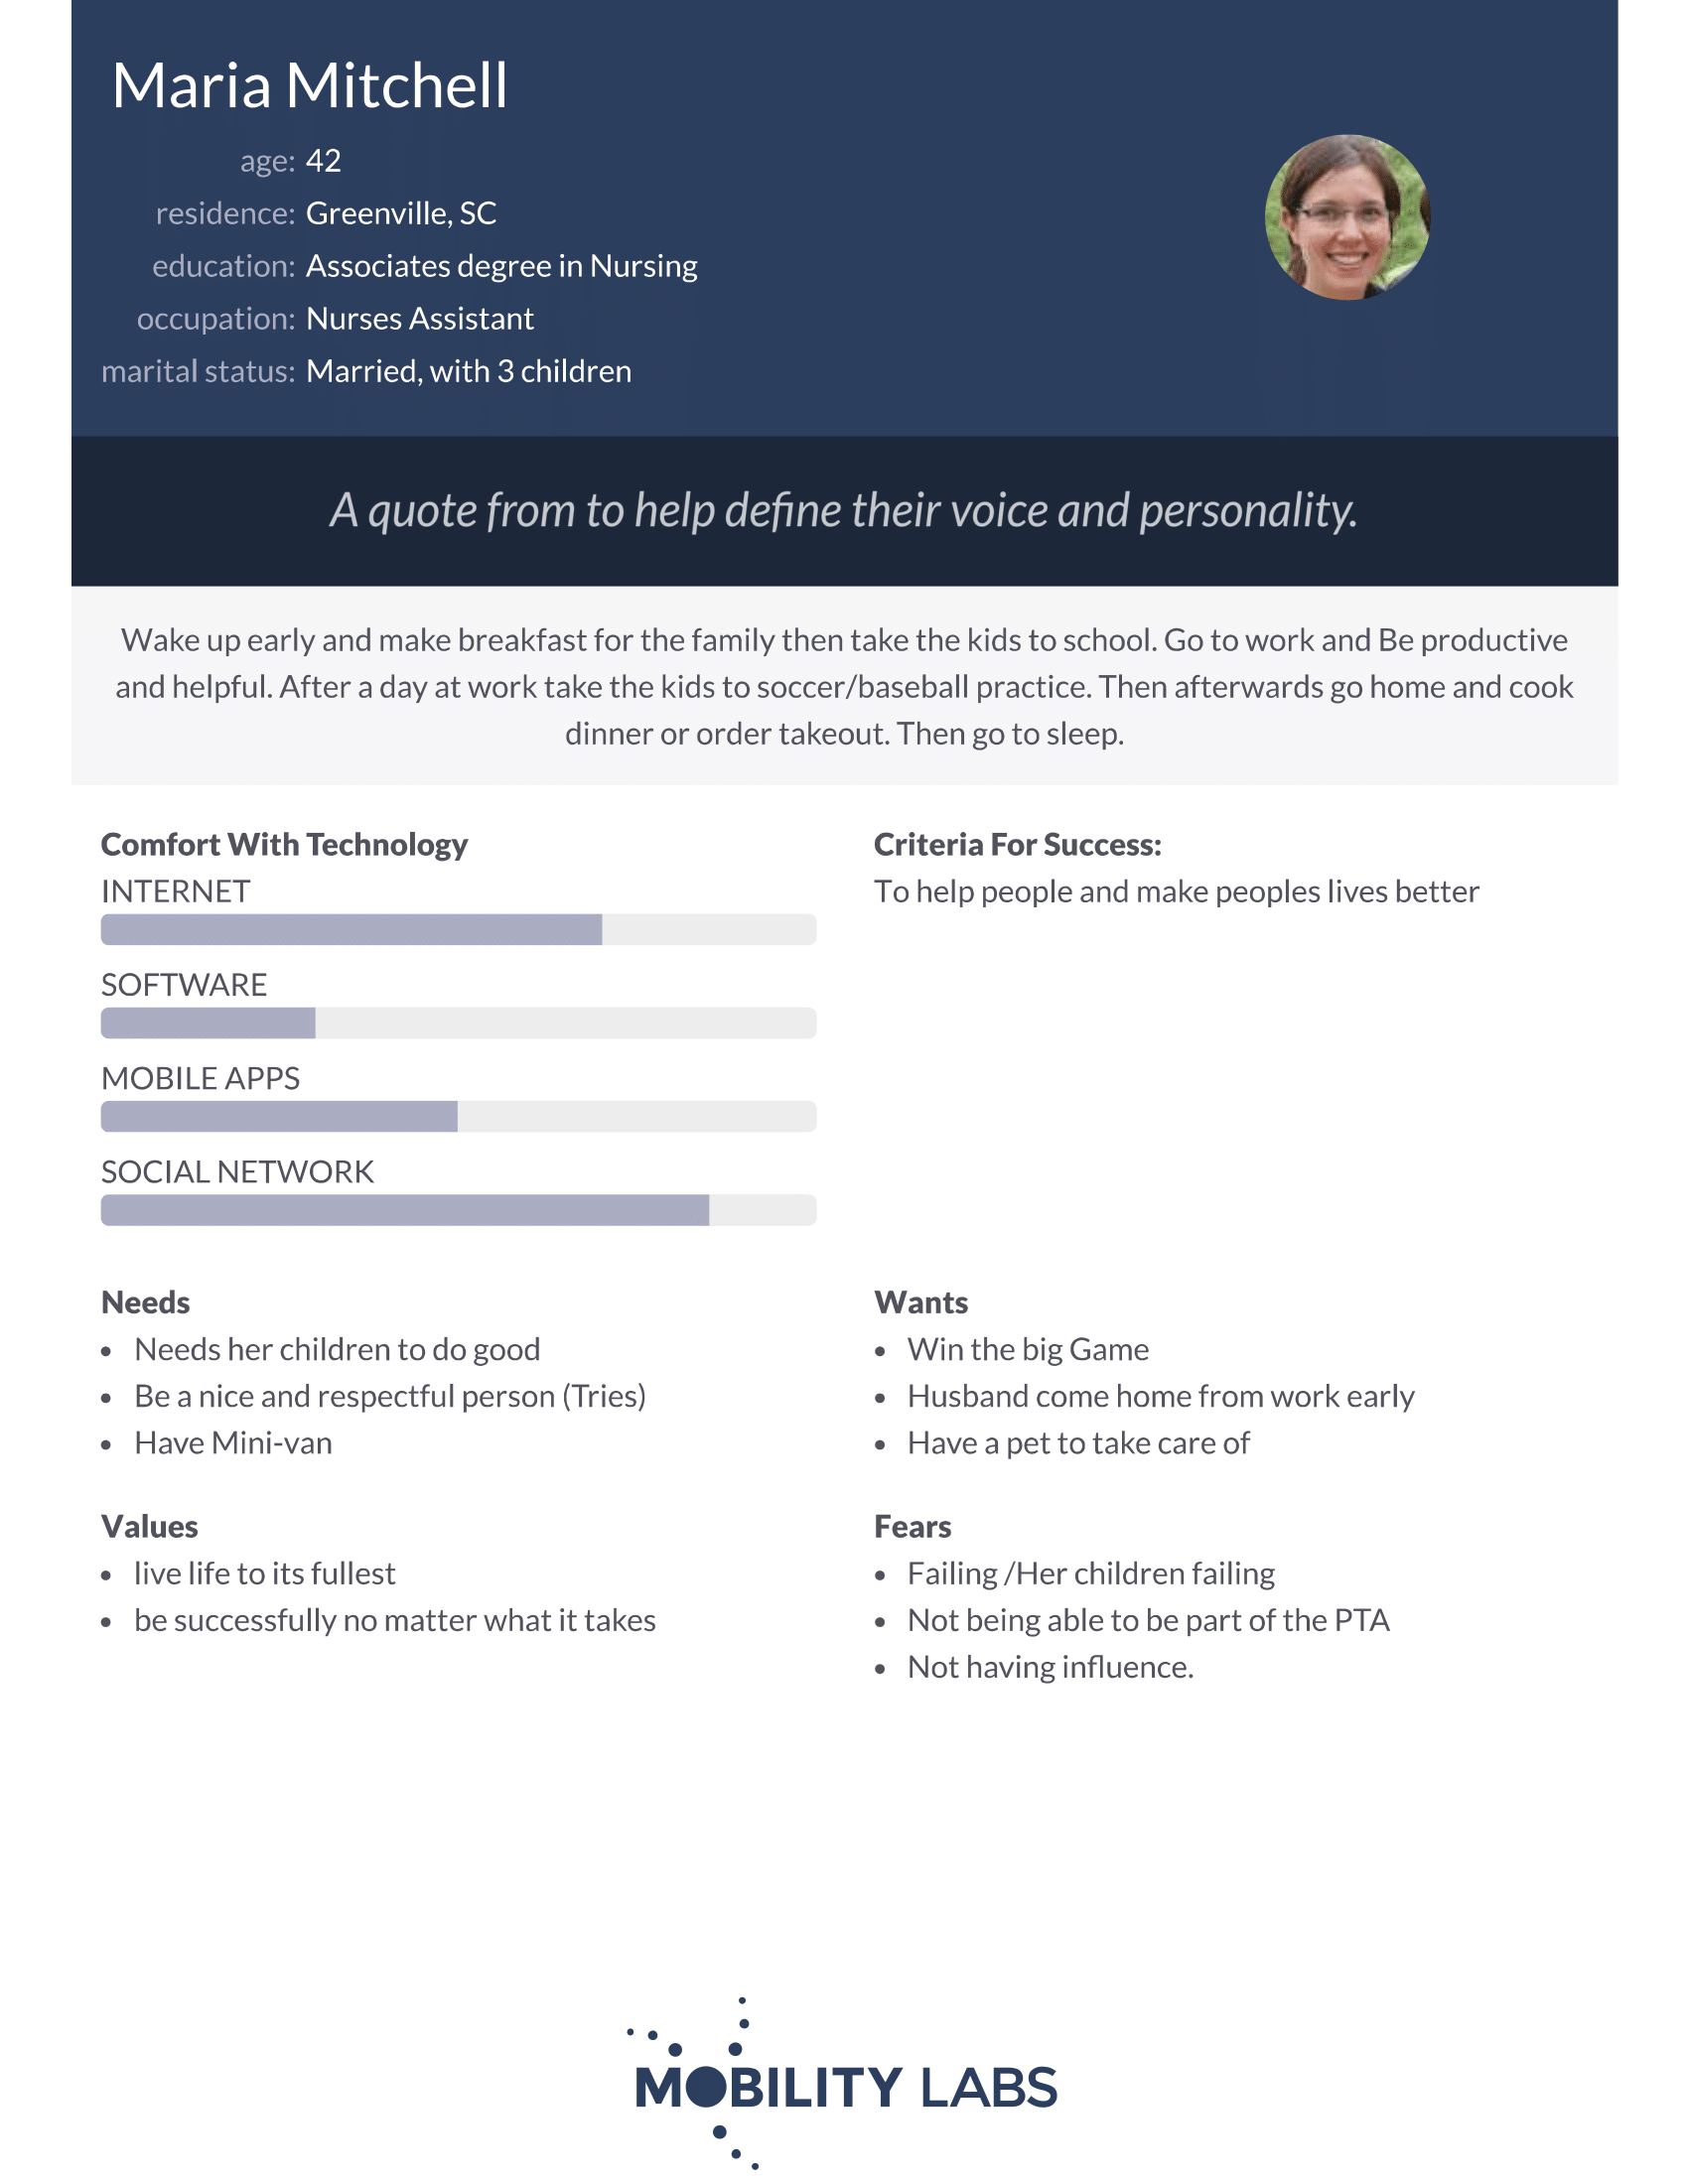 Maria Mitchell
age: 42
residence: Greenville, SC
education: Associates degree in Nursing
occupation: Nurses Assistant
marital status: Married, with 3 children
A quote from to help define their voice and personality.
Wake up early and make breakfast for the family then take the kids to school. Go to work and Be productive
and helpful. After a day at work take the kids to soccer/baseball practice. Then afterwards go home and cook
dinner or order takeout. Then go to sleep.
Comfort With Technology
INTERNET
SOFTWARE
MOBILE APPS
SOCIAL NETWORK
Criteria For Success:
To help people and make peoples lives better
Needs
• Needs her children to do good
• Be a nice and respectful person (Tries)
• Have Mini-van
Wants
• Win the big Game
• Husband come home from work early
• Have a pet to take care of
Values
• live life to its fullest
• be successfully no matter what it takes
Fears
• Failing /Her children failing
• Not being able to be part of the PTA
• Not having influence.
MOBILITY LABS